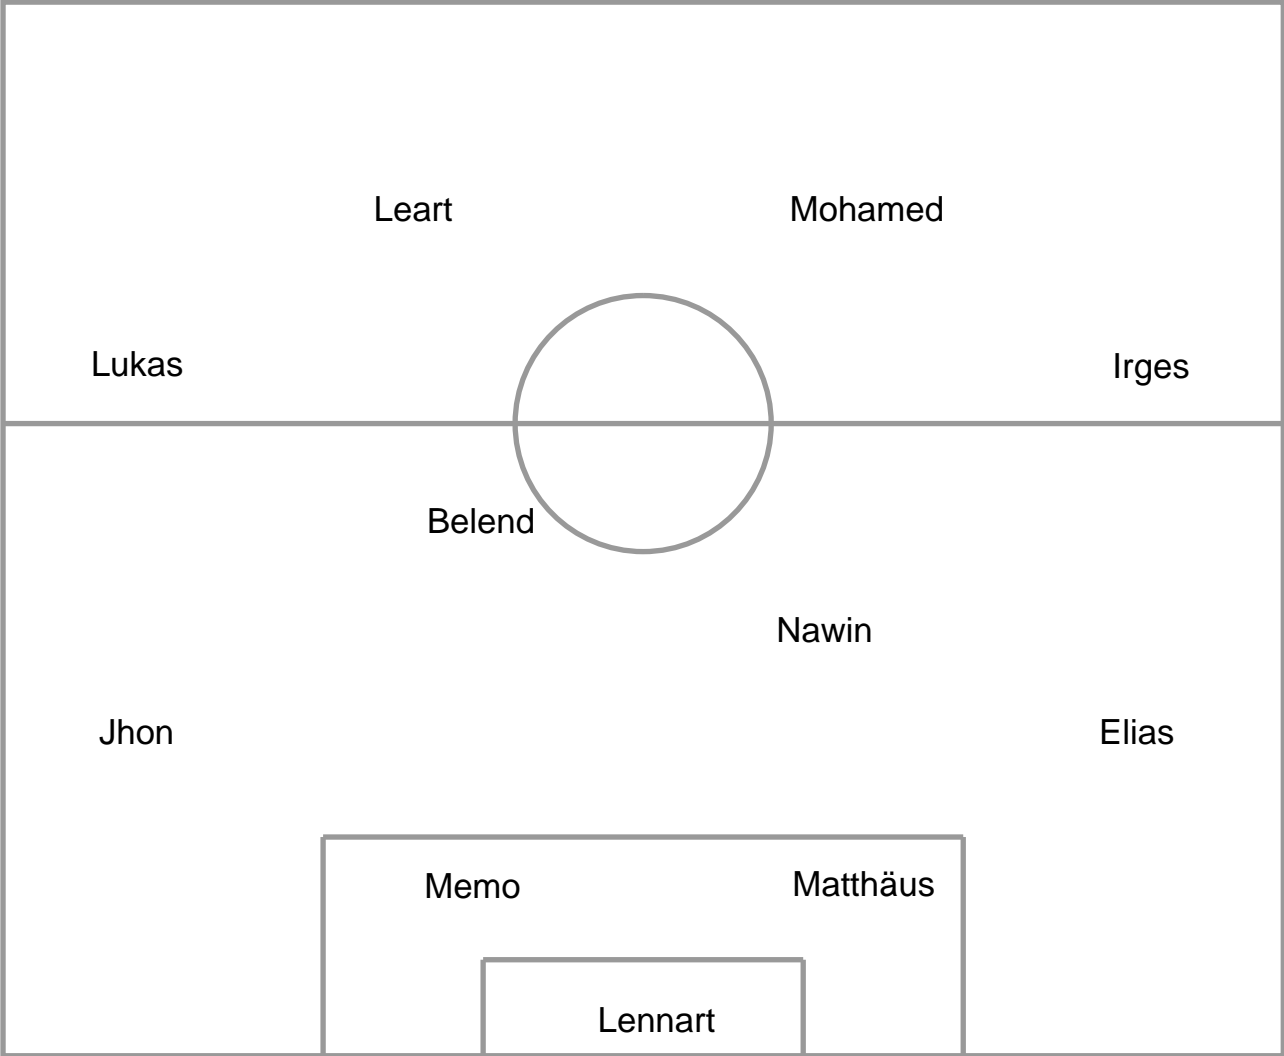 Leart Mohamed
Lukas Irges
Belend
Nawin
Jhon Elias
Memo Matthäus
Lennart